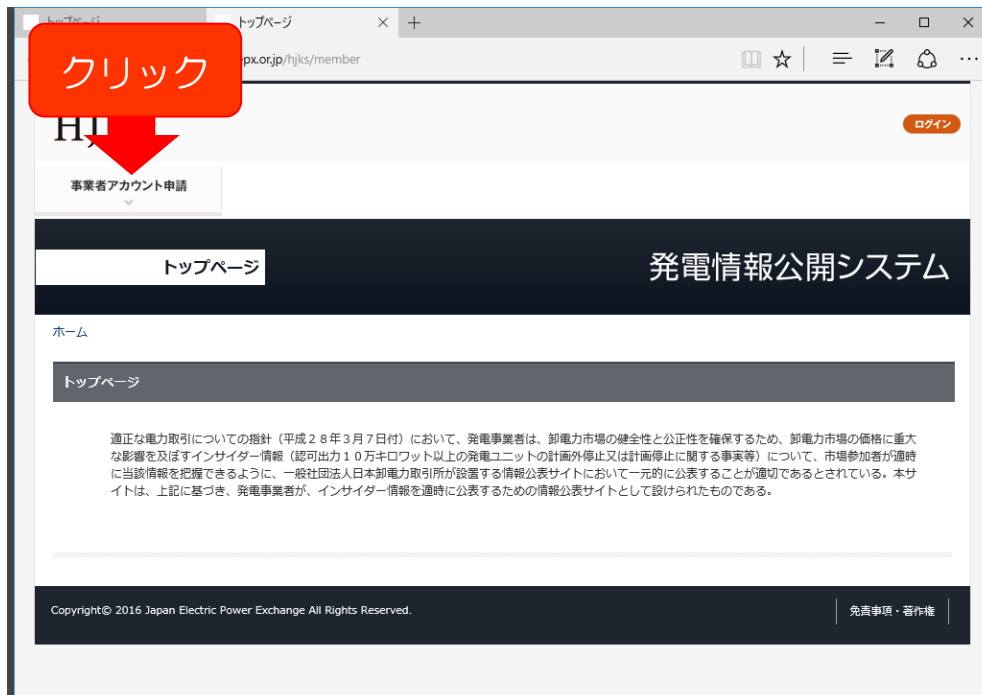 トップページ
トップページ
クリック
epx.or.jp/hjks/member
HJ
ログイン
事業者アカウント申請
トップページ
発電情報公開システム
ホーム
トップページ
適正な電力取引についての指針（平成２８年３月７日付）において、発電事業者は、卸電力市場の健全性と公正性を確保するため、卸電力市場の価格に重大
な影響を及ぼすインサイダー情報（認可出力１０万キロワット以上の発電ユニットの計画外停止又は計画停止に関する事実等）について、市場参加者が適時
に当該情報を把握できるように、一般社団法人日本卸電力取引所が設置する情報公表サイトにおいて一元的に公表することが適切であるとされている。本サ
イトは、上記に基づき、発電事業者が、インサイダー情報を適時に公表するための情報公表サイトとして設けられたものである。
Copyright© 2016 Japan Electric Power Exchange All Rights Reserved.
免責事項・著作権